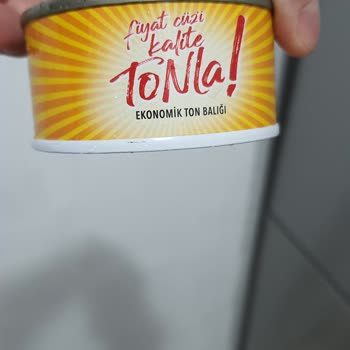 fiyat cüzi
kalite
TONla!
EKONOMİK TON BALIĞI